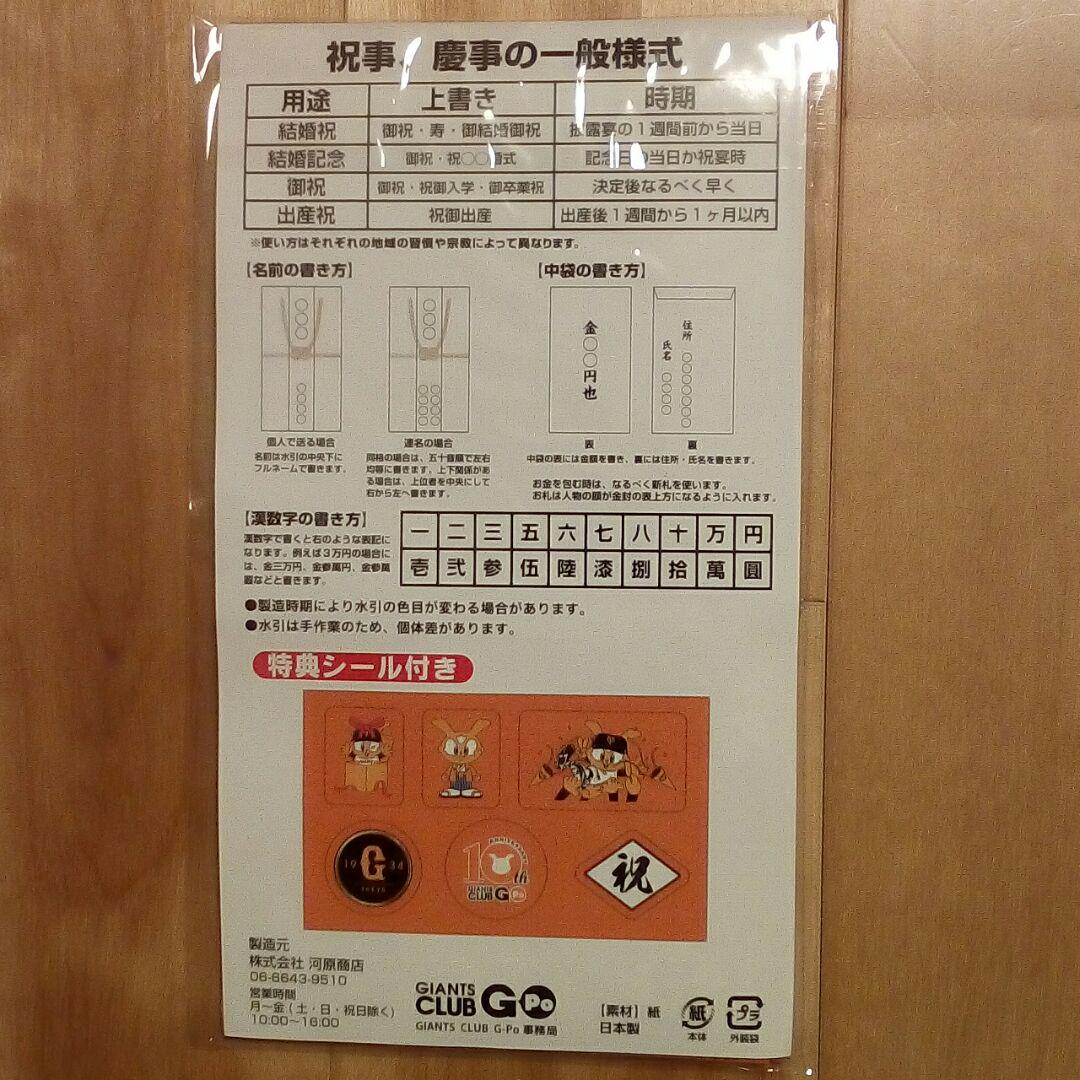 祝事、慶事の一般様式
用途 上書き 時期
結婚祝 御祝・寿・御結婚御祝 披露宴の1週間前から当日
結婚記念 御祝・祝○○婚式 記念日の当日か祝宴時
御祝 御祝・祝御入学・御卒業祝 決定後なるべく早く
出産祝 祝御出産 出産後1週間から1ヶ月以内
※使い方はそれぞれの地域の習慣や宗教によって異なります。
【名前の書き方】
個人で送る場合
名前は水引の中央下に
フルネームで書きます。
連名の場合
同格の場合は、五十音順で左右
均等に書きます。上下関係があ
る場合は、上位者を中央にして
右から左へ書きます。
【中袋の書き方】
金○○円也
表
住所○○○○○○
氏名○○○○
裏
中袋の表には金額を書き、裏には住所・氏名を書きます。
お金を包む時は、なるべく新札を使います。
お札は人物の顔が金封の表上方になるように入れます。
【漢数字の書き方】
漢数字で書くと右のような表記に
なります。例えば3万円の場合に
は、金三万円、金参萬円、金参萬
圓などと書きます。
一 二 三 五 六 七 八 十 万 円
壱 弐 参 伍 陸 漆 捌 拾 萬 圓
●製造時期により水引の色目が変わる場合があります。
●水引は手作業のため、個体差があります。
特典シール付き
19 G 34
TOKYO
ANNIVERSARY
10th
GIANTS
CLUB G-Po
祝
製造元
株式会社 河原商店
06-6643-9510
営業時間
月〜金(土・日・祝日除く)
10:00〜16:00
GIANTS
CLUB G-Po
GIANTS CLUB G-Po 事務局
【素材】紙
日本製
紙
本体
プラ
外装袋